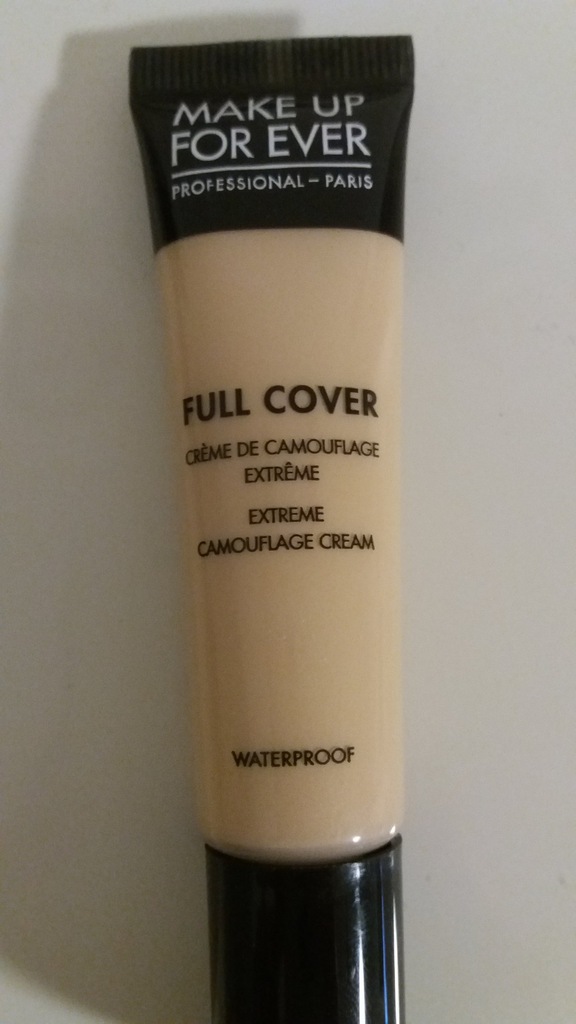 MAKE UP
FOR EVER
PROFESSIONAL – PARIS
FULL COVER
CRÈME DE CAMOUFLAGE
EXTRÊME
EXTREME
CAMOUFLAGE CREAM
WATERPROOF